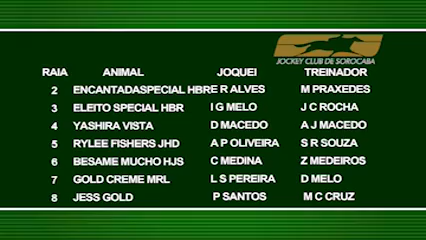 JOCKEY CLUB DE SOROCABA
RAIA ANIMAL JOQUEI TREINADOR
2 ENCANTADASPECIAL HBR E R ALVES M PRAXEDES
3 ELEITO SPECIAL HBR I G MELO J C ROCHA
4 YASHIRA VISTA D MACEDO A J MACEDO
5 RYLEE FISHERS JHD A P OLIVEIRA S R SOUZA
6 BESAME MUCHO HJS C MEDINA Z MEDEIROS
7 GOLD CREME MRL L S PEREIRA D MELO
8 JESS GOLD P SANTOS M C CRUZ